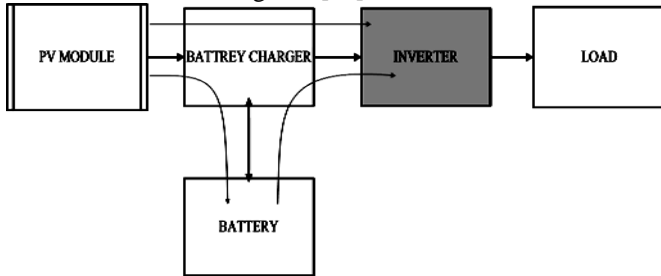 PV MODULE
BATTREY CHARGER
INVERTER
LOAD
BATTERY